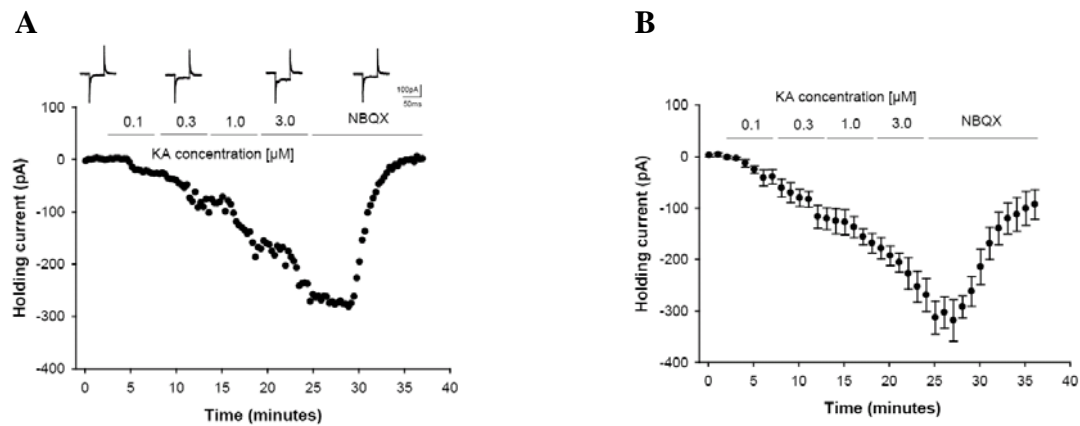 A
100pA
50ms
100
0.1 0.3 1.0 3.0 NBQX
KA concentration [µM]
0
-100
-200
-300
-400
Holding current (pA)
0 5 10 15 20 25 30 35 40
Time (minutes)
B
KA concentration [µM]
100
0.1 0.3 1.0 3.0 NBQX
0
-100
-200
-300
-400
Holding current (pA)
0 5 10 15 20 25 30 35 40
Time (minutes)